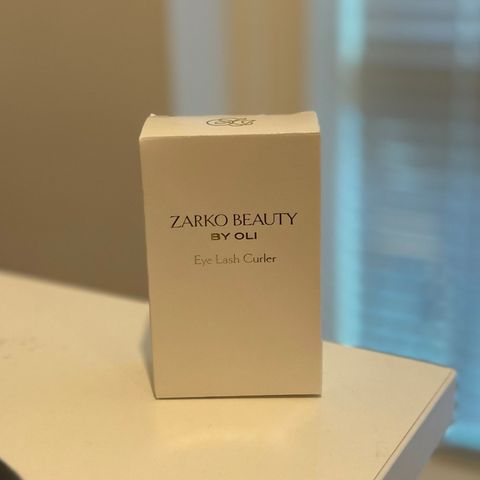 ZARKO BEAUTY
BY OLI
Eye Lash Curler